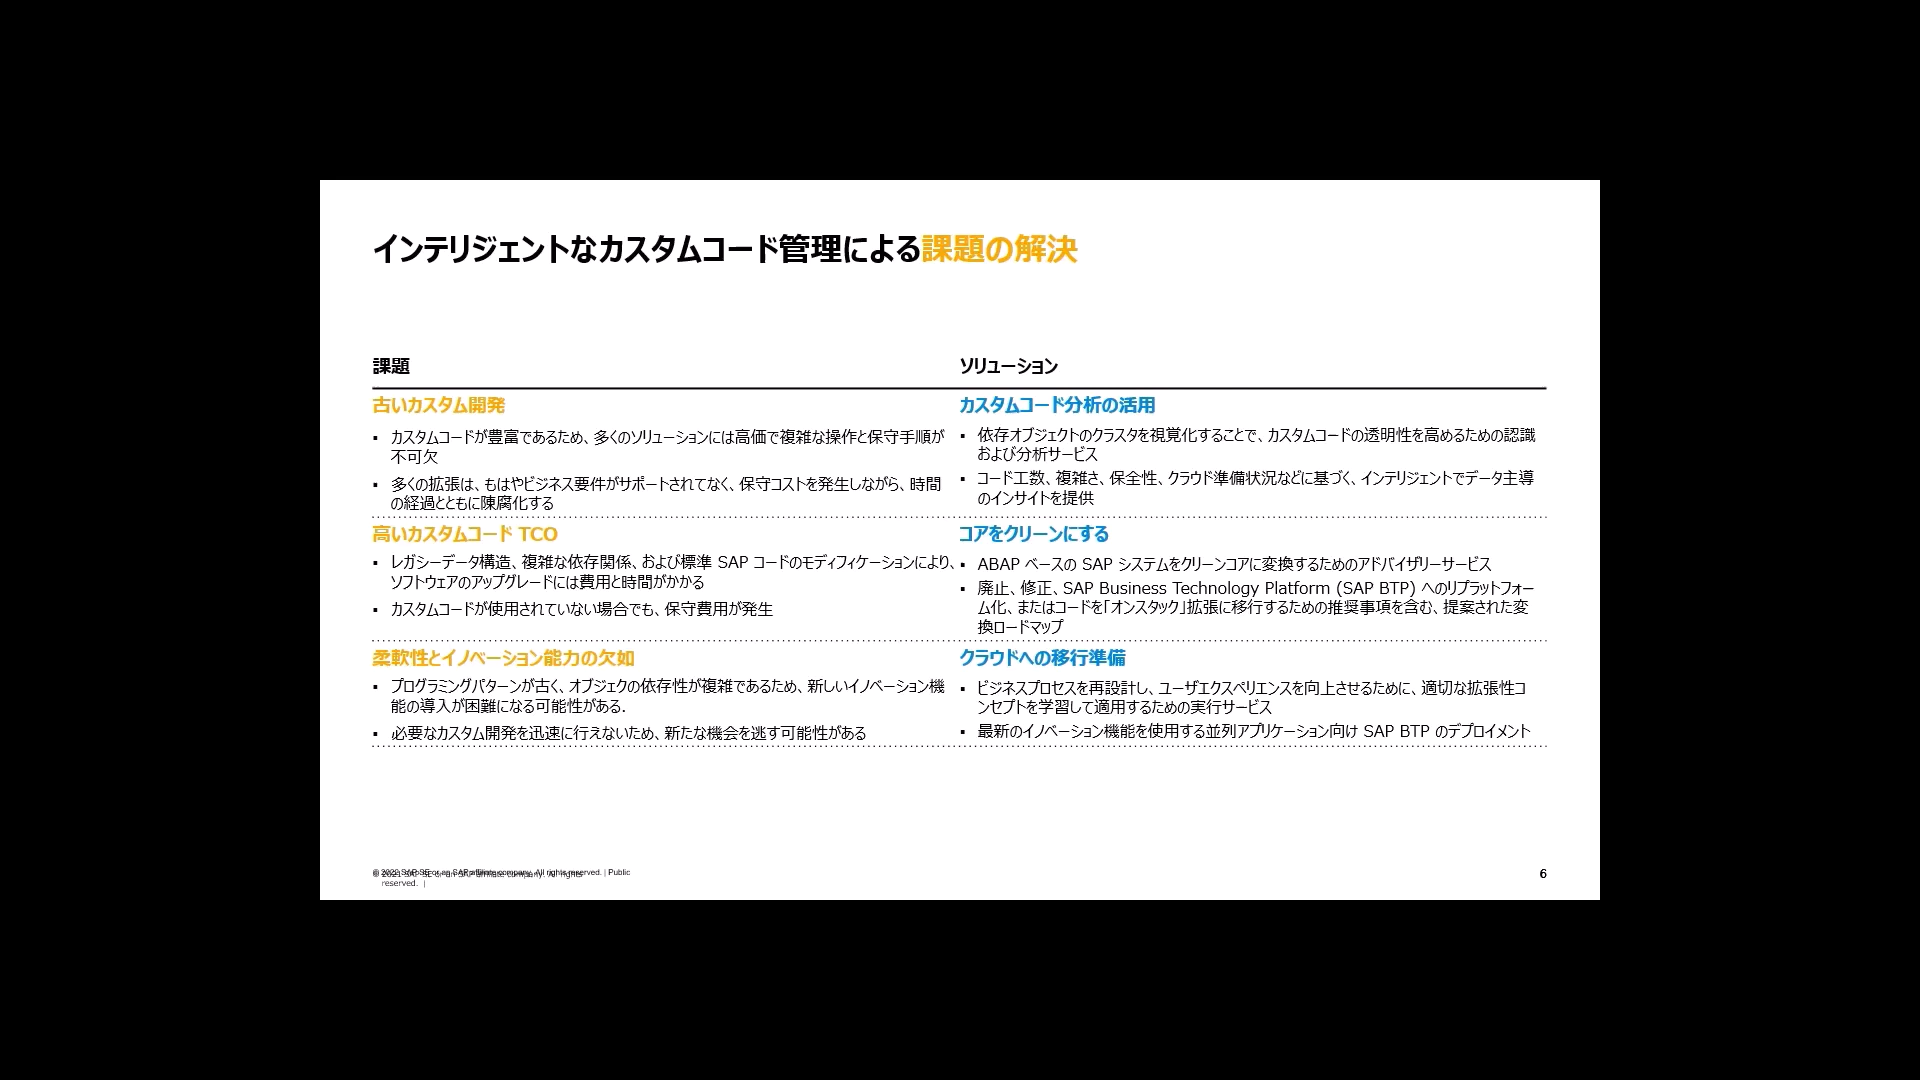 インテリジェントなカスタムコード管理による課題の解決
課題
ソリューション
古いカスタム開発
▪ カスタムコードが豊富であるため、多くのソリューションには高価で複雑な操作と保守手順が
不可欠
▪ 多くの拡張は、もはやビジネス要件がサポートされてなく、保守コストを発生しながら、時間
の経過とともに陳腐化する
カスタムコード分析の活用
▪ 依存オブジェクトのクラスタを視覚化することで、カスタムコードの透明性を高めるための認識
および分析サービス
▪ コード工数、複雑さ、保全性、クラウド準備状況などに基づく、インテリジェントでデータ主導
のインサイトを提供
高いカスタムコード TCO
▪ レガシーデータ構造、複雑な依存関係、および標準 SAP コードのモディフィケーションにより、
ソフトウェアのアップグレードには費用と時間がかかる
▪ カスタムコードが使用されていない場合でも、保守費用が発生
コアをクリーンにする
▪ ABAP ベースの SAP システムをクリーンコアに変換するためのアドバイザリーサービス
▪ 廃止、修正、SAP Business Technology Platform (SAP BTP) へのリプラットフォー
ム化、またはコードを「オンスタック」拡張に移行するための推奨事項を含む、提案された変
換ロードマップ
柔軟性とイノベーション能力の欠如
▪ プログラミングパターンが古く、オブジェクの依存性が複雑であるため、新しいイノベーション機
能の導入が困難になる可能性がある.
▪ 必要なカスタム開発を迅速に行えないため、新たな機会を逃す可能性がある
クラウドへの移行準備
▪ ビジネスプロセスを再設計し、ユーザエクスペリエンスを向上させるために、適切な拡張性コ
ンセプトを学習して適用するための実行サービス
▪ 最新のイノベーション機能を使用する並列アプリケーション向け SAP BTP のデプロイメント
© 2022 SAP SE or an SAP affiliate company. All rights reserved. | Public
reserved. |
6